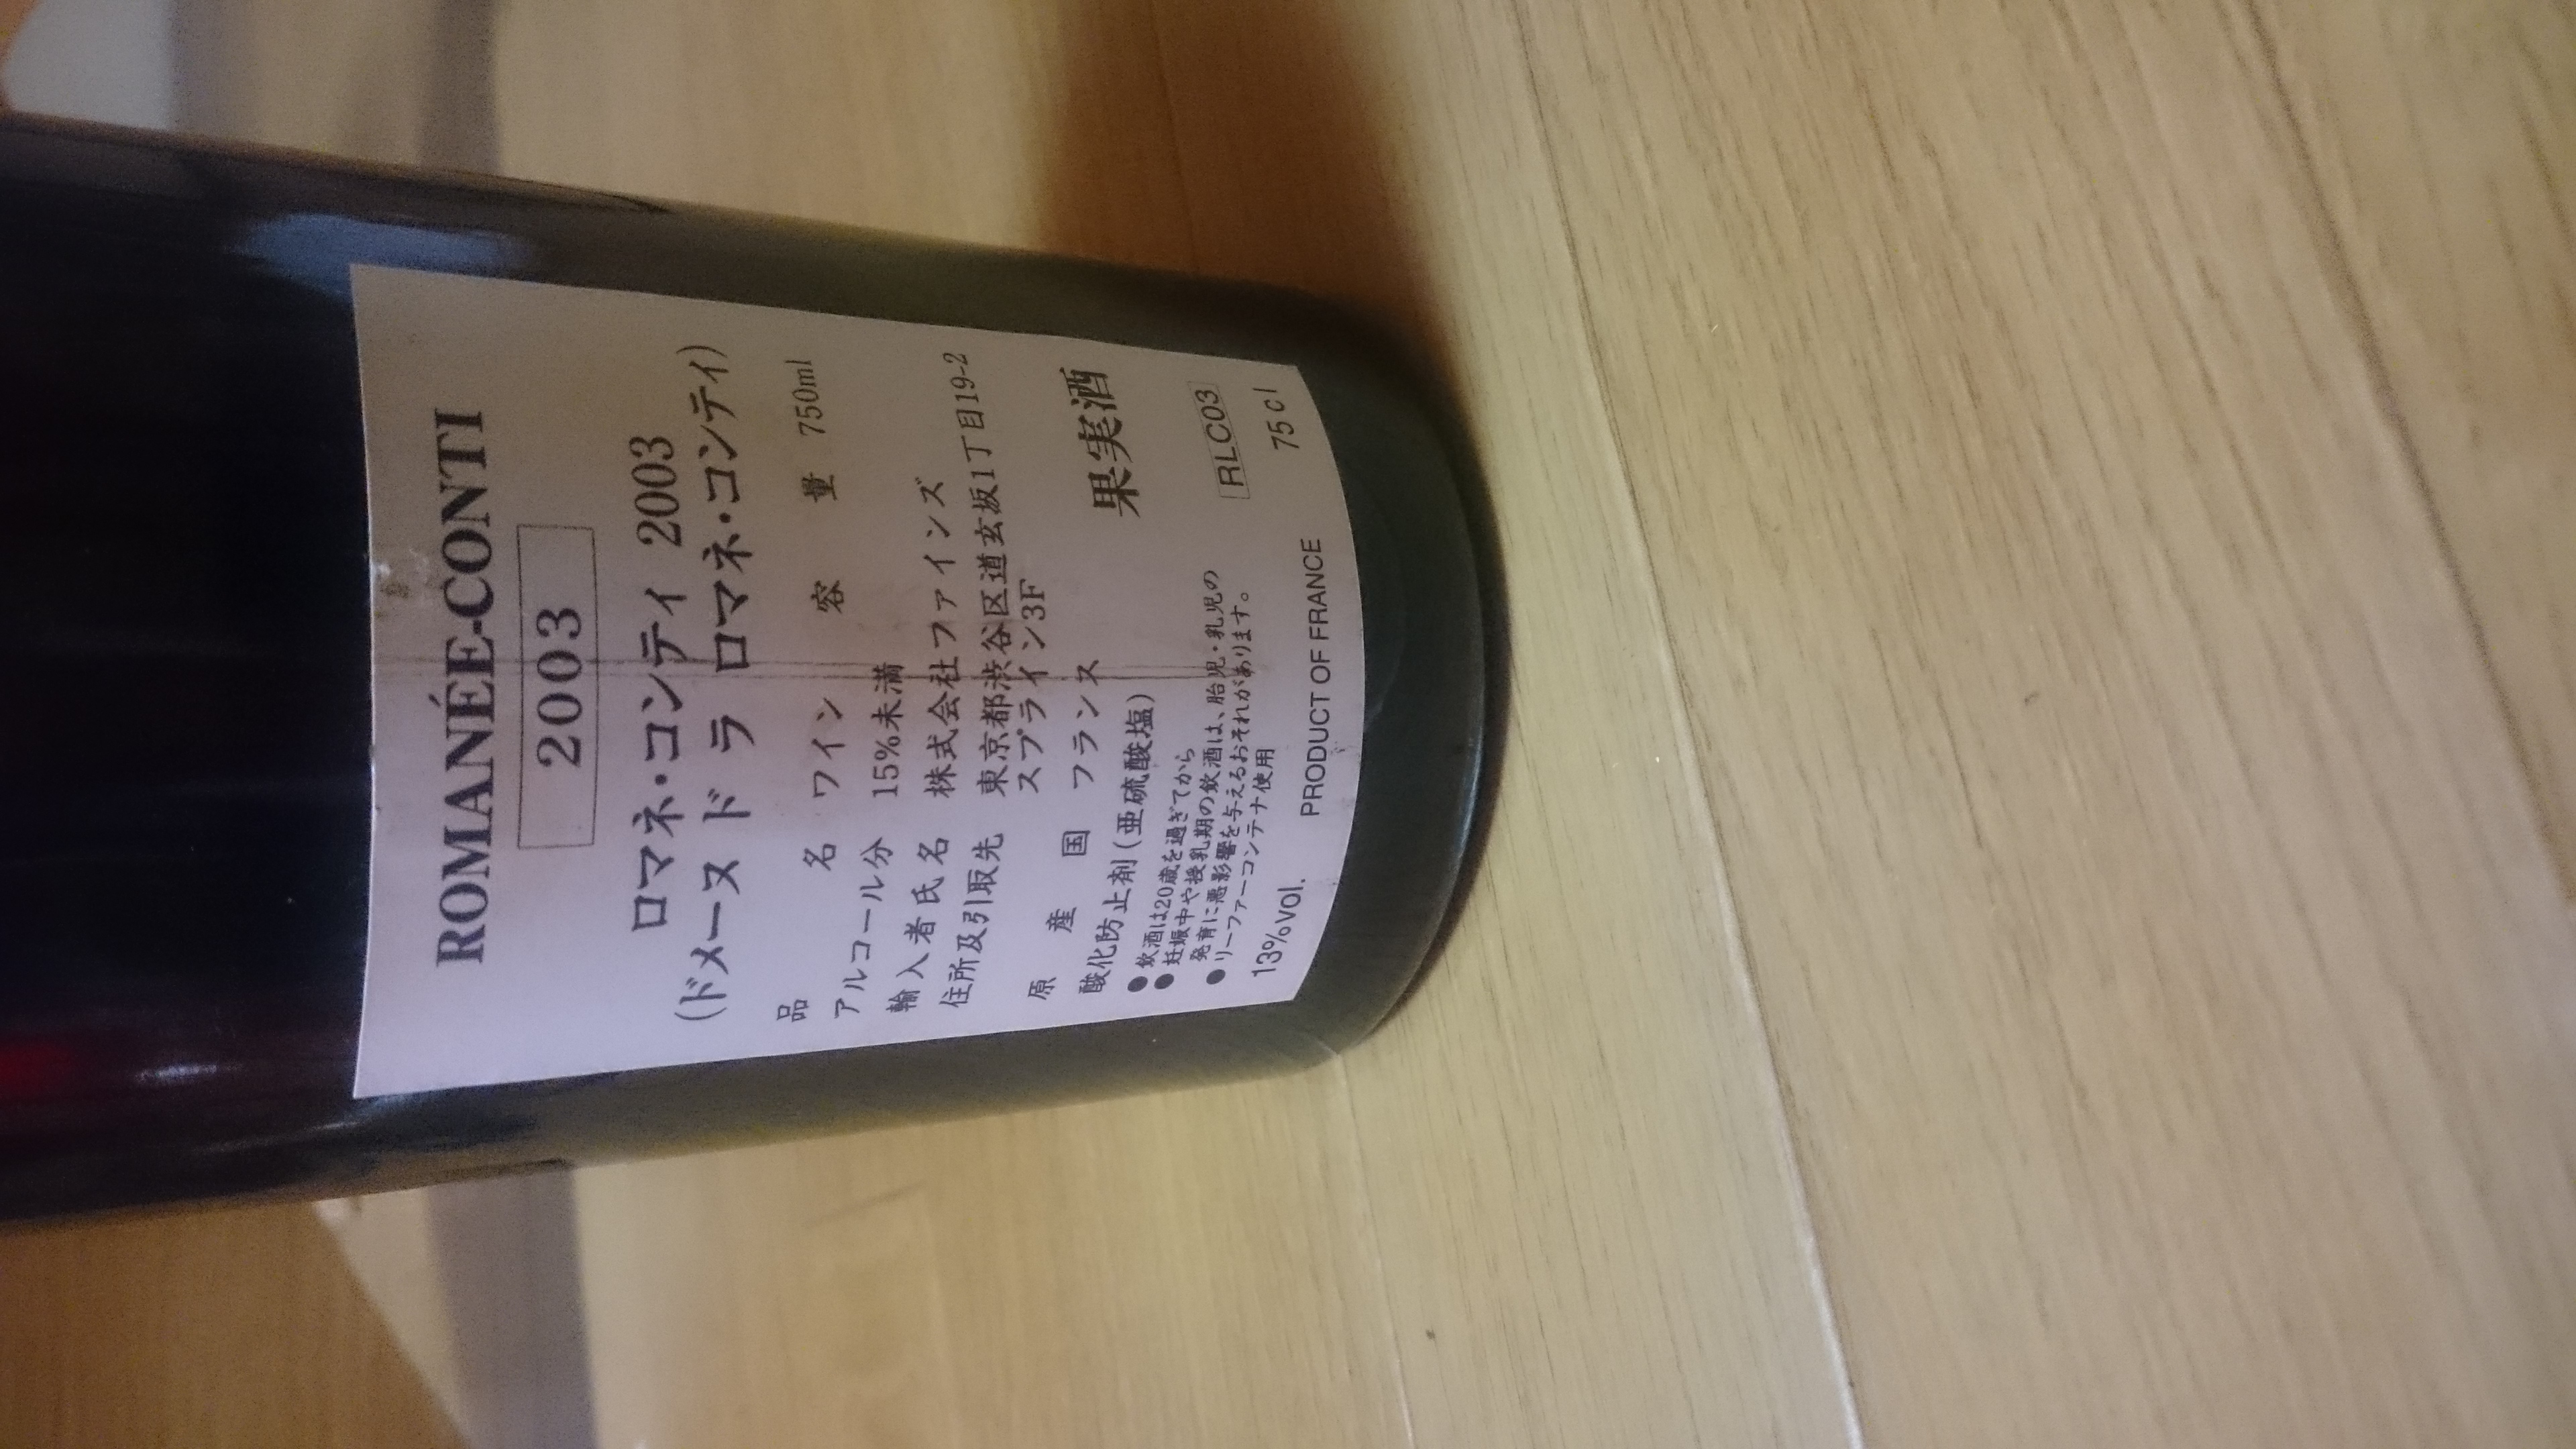 ROMANÉE-CONTI
2003
ロマネ・コンティ 2003
(ドメーヌ ド ラ ロマネ・コンティ)
品名 ワイン 容量 750ml
アルコール分 15%未満
輸入者氏名 株式会社ファインズ
住所及引取先 東京都渋谷区道玄坂1丁目19-2
スプライン3F
原産国 フランス
酸化防止剤(亜硫酸塩)
果実酒
●飲酒は20歳を過ぎてから
●妊娠中や授乳期の飲酒は、胎児・乳児の
発育に悪影響を与えるおそれがあります。
●リーファーコンテナ使用
RLC03
13%vol. PRODUCT OF FRANCE 75cl